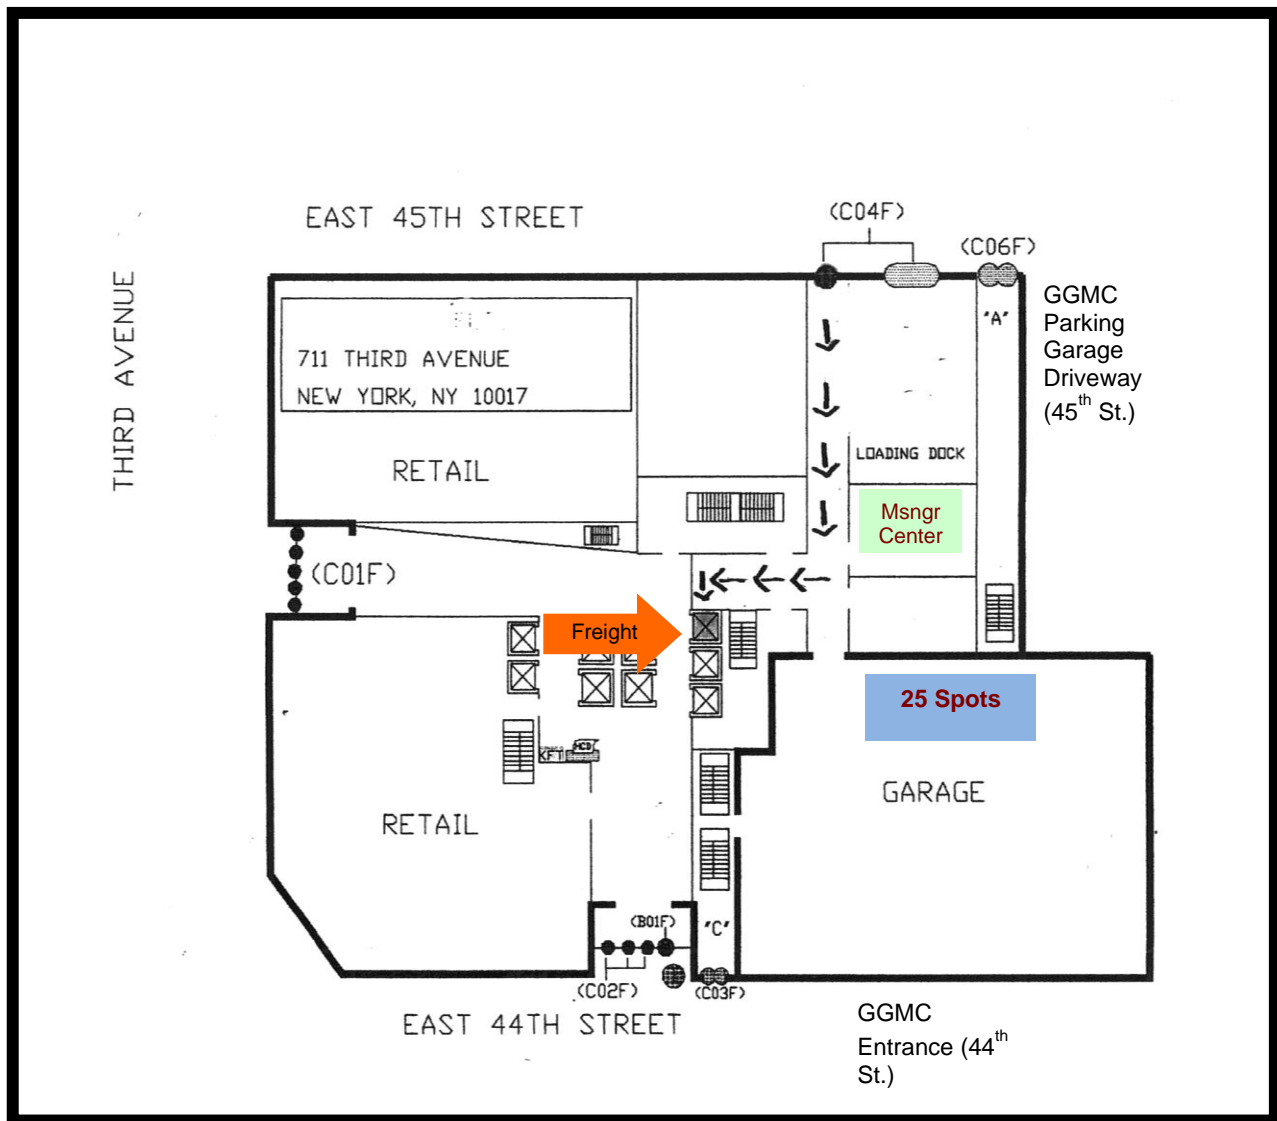 EAST 45TH STREET
(C04F)
(C06F)
THIRD AVENUE
711 THIRD AVENUE
NEW YORK, NY 10017
"A"
GGMC
Parking
Garage
Driveway
(45th St.)
RETAIL
LOADING DOCK
Msngr
Center
(C01F)
Freight
25 Spots
KFT
GARAGE
RETAIL
(B01F)
"C"
(C02F)
(C03F)
EAST 44TH STREET
GGMC
Entrance (44th
St.)